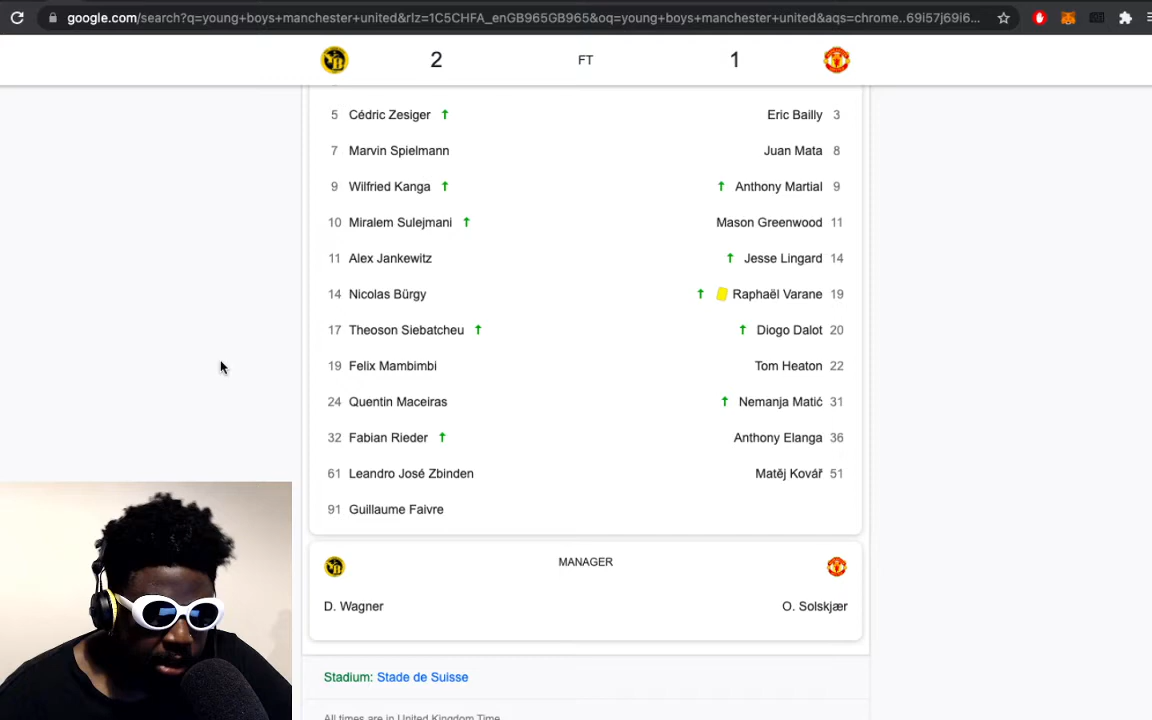 google.com/search?q=young+boys+manchester+united&rlz=1C5CHFA_enGB965GB965&oq=young+boys+manchester+united&aqs=chrome..69i57j69i6...
2 FT 1
5 Cédric Zesiger ↑ Eric Bailly 3
7 Marvin Spielmann Juan Mata 8
9 Wilfried Kanga ↑ ↑ Anthony Martial 9
10 Miralem Sulejmani ↑ Mason Greenwood 11
11 Alex Jankewitz ↑ Jesse Lingard 14
14 Nicolas Bürgy ↑ Raphaël Varane 19
17 Theoson Siebatcheu ↑ ↑ Diogo Dalot 20
19 Felix Mambimbi Tom Heaton 22
24 Quentin Maceiras ↑ Nemanja Matić 31
32 Fabian Rieder ↑ Anthony Elanga 36
61 Leandro José Zbinden Matěj Kovář 51
91 Guillaume Faivre
MANAGER
D. Wagner O. Solskjær
Stadium: Stade de Suisse
All times are in United Kingdom Time